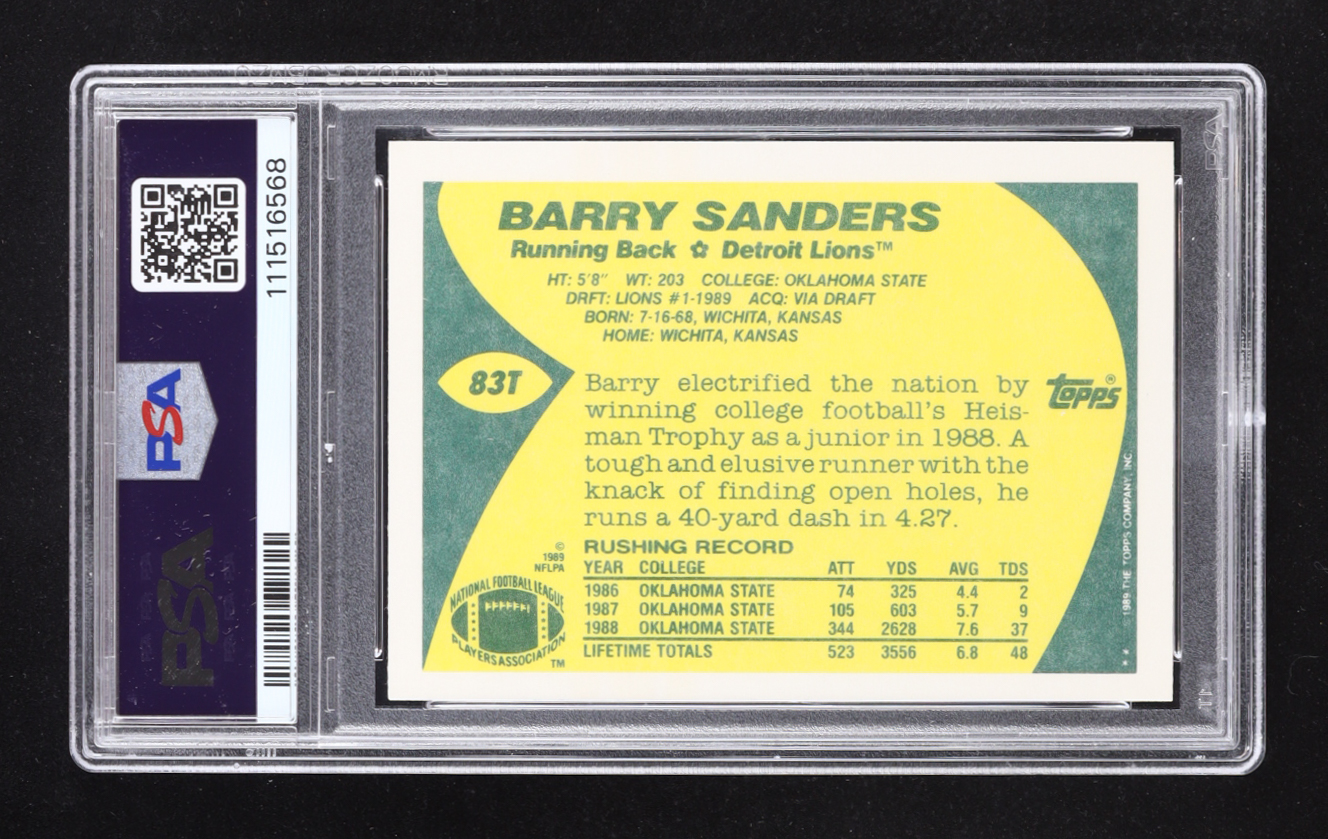 111516568
PSA
PSA
PSA
BARRY SANDERS
Running Back ✿ Detroit Lions™
HT: 5'8" WT: 203 COLLEGE: OKLAHOMA STATE
DRFT: LIONS #1-1989 ACQ: VIA DRAFT
BORN: 7-16-68, WICHITA, KANSAS
HOME: WICHITA, KANSAS
83T
Barry electrified the nation by
winning college football's Heis-
man Trophy as a junior in 1988. A
tough and elusive runner with the
knack of finding open holes, he
runs a 40-yard dash in 4.27.
topps®
RUSHING RECORD
YEAR COLLEGE ATT YDS AVG TDS
1986 OKLAHOMA STATE 74 325 4.4 2
1987 OKLAHOMA STATE 105 603 5.7 9
1988 OKLAHOMA STATE 344 2628 7.6 37
LIFETIME TOTALS 523 3556 6.8 48
©
1989
NFLPA
NATIONAL FOOTBALL LEAGUE
PLAYERS ASSOCIATION
™
1989 THE TOPPS COMPANY, INC.
**